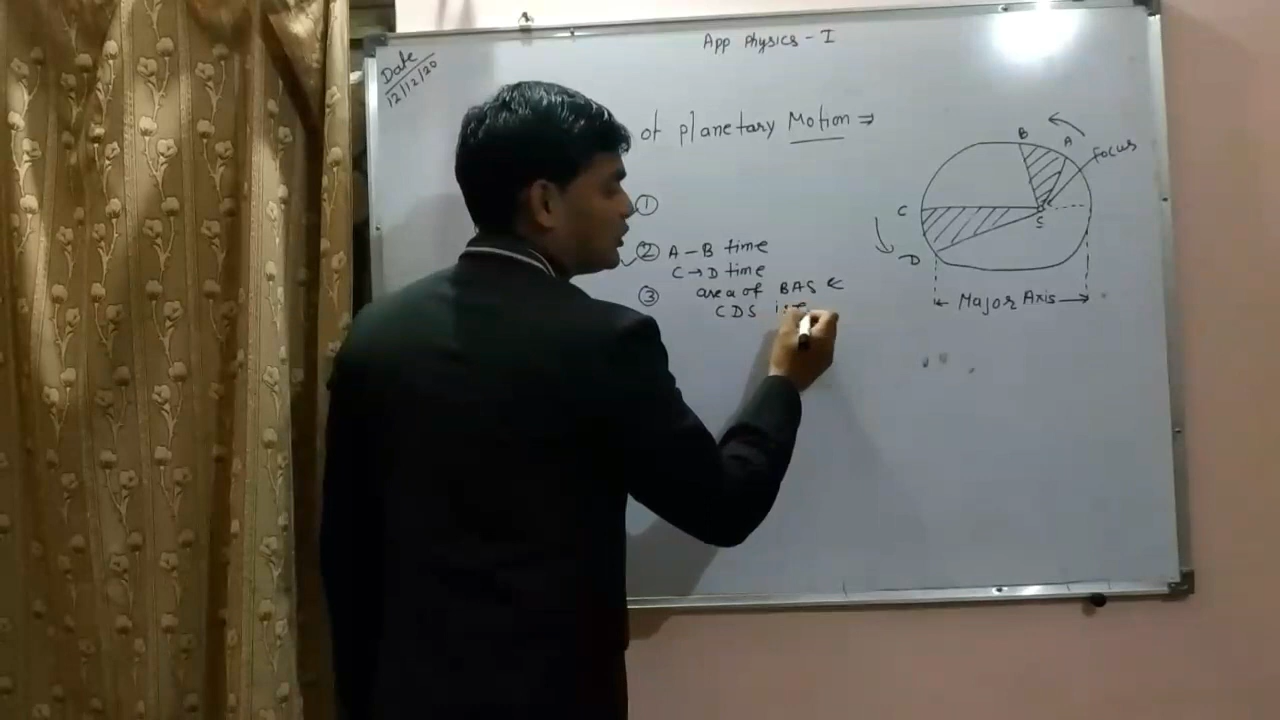 App Physics - I
Date
12/12/20
of planetary Motion ⇒
①
② A - B time
C → D time
③ area of BAS ←
CDS is
B
A
Focus
C
S
D
← Major Axis →